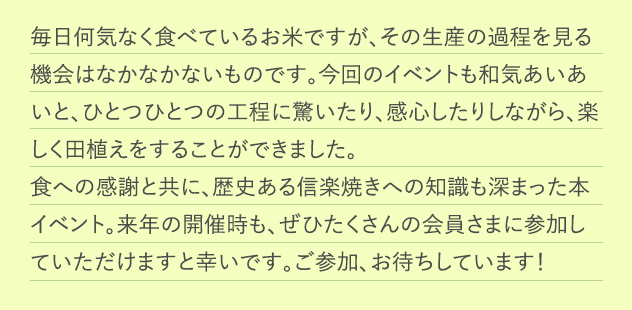 毎日何気なく食べているお米ですが、その生産の過程を見る
機会はなかなかないものです。今回のイベントも和気あいあ
いと、ひとつひとつの工程に驚いたり、感心したりしながら、楽
しく田植えをすることができました。
食への感謝と共に、歴史ある信楽焼きへの知識も深まった本
イベント。来年の開催時も、ぜひたくさんの会員さまに参加し
ていただけますと幸いです。ご参加、お待ちしています！